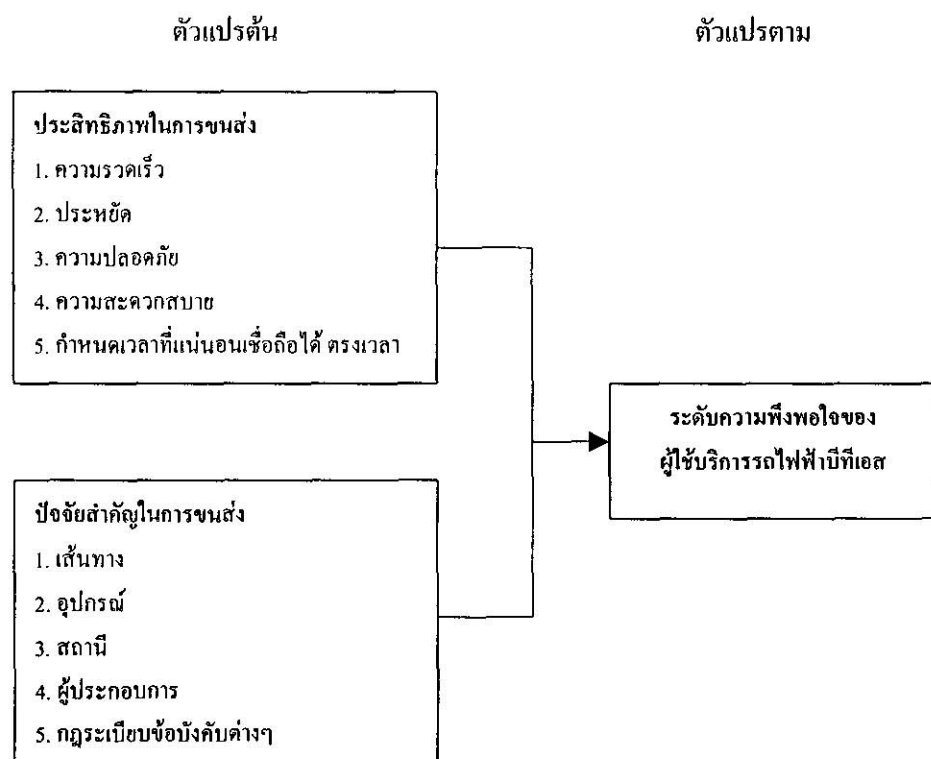 ตัวแปรต้น
ตัวแปรตาม
ประสิทธิภาพในการขนส่ง
1. ความรวดเร็ว
2. ประหยัด
3. ความปลอดภัย
4. ความสะดวกสบาย
5. กำหนดเวลาที่แน่นอนเชื่อถือได้ ตรงเวลา
ระดับความพึงพอใจของ
ผู้ใช้บริการรถไฟฟ้าบีทีเอส
ปัจจัยสำคัญในการขนส่ง
1. เส้นทาง
2. อุปกรณ์
3. สถานี
4. ผู้ประกอบการ
5. กฎระเบียบข้อบังคับต่างๆ